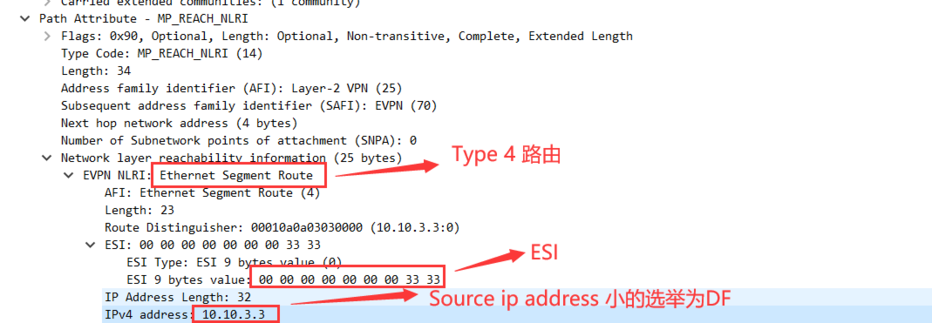 Carried extended communities: (1 community)
Path Attribute - MP_REACH_NLRI
Flags: 0x90, Optional, Length: Optional, Non-transitive, Complete, Extended Length
Type Code: MP_REACH_NLRI (14)
Length: 34
Address family identifier (AFI): Layer-2 VPN (25)
Subsequent address family identifier (SAFI): EVPN (70)
Next hop network address (4 bytes)
Number of Subnetwork points of attachment (SNPA): 0
Network layer reachability information (25 bytes)
Type 4 路由
EVPN NLRI: Ethernet Segment Route
AFI: Ethernet Segment Route (4)
Length: 23
Route Distinguisher: 00010a0a03030000 (10.10.3.3:0)
ESI: 00 00 00 00 00 00 00 00 33 33
ESI
ESI Type: ESI 9 bytes value (0)
ESI 9 bytes value: 00 00 00 00 00 00 00 33 33
IP Address Length: 32
Source ip address 小的选举为DF
IPv4 address: 10.10.3.3